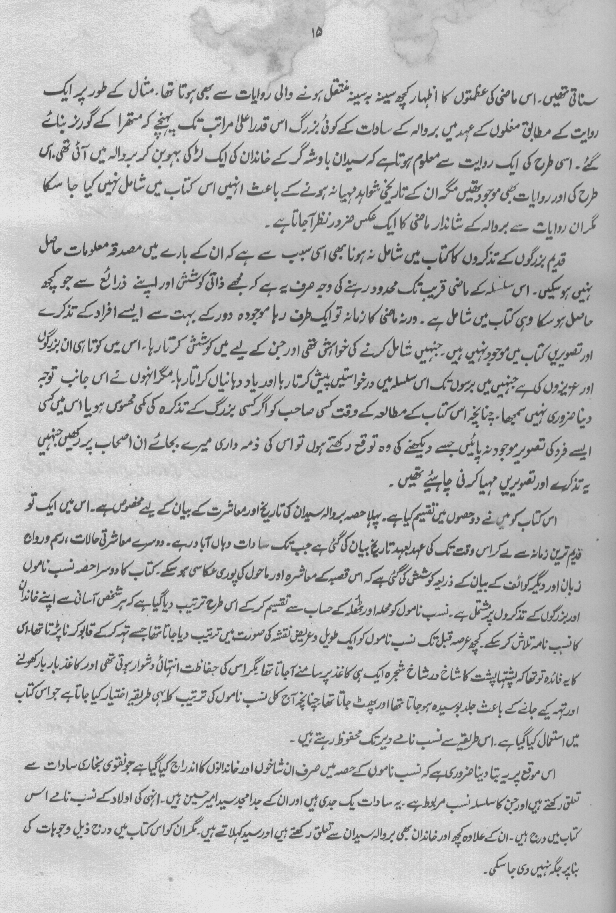 ۱۵
سناتی تھیں۔ اس ماضی کی عظمتوں کا اظہار کچھ سینہ بہ سینہ منتقل ہونے والی روایات سے بھی ہوتا تھا۔ مثال کے طور پر ایک
روایت کے مطابق مغلوں کے عہد میں بروالہ کے سادات کے کوئی بزرگ اس قدر اعلیٰ مراتب تک پہنچے کہ متھرا کے گورنر بنائے
گئے۔ اسی طرح کی ایک روایت سے معلوم ہوتا ہے کہ سیدان بادشہ گر کے خاندان کی ایک لڑکی بہو بن کر بروالہ میں آئی تھی۔ اسی
طرح کی اور روایات بھی موجود تھیں مگر ان کے تاریخی شواہد مہیا نہ ہونے کے باعث انہیں اس کتاب میں شامل نہیں کیا جا سکا
مگر ان روایات سے بروالہ کے شاندار ماضی کا ایک عکس ضرور نظر آجاتا ہے۔
قدیم بزرگوں کے تذکروں کا کتاب میں شامل نہ ہونا بھی اسی سبب سے ہے کہ ان کے بارے میں مصدقہ معلومات حاصل
نہیں ہو سکیں۔ اس سلسلہ کے ماضی قریب تک محدود رہنے کی وجہ صرف یہ ہے کہ مجھے ذاتی کوشش اور اپنے ذرائع سے جو کچھ
حاصل ہو سکا وہی کتاب میں شامل ہے۔ ورنہ ماضی کا زمانہ تو ایک طرف رہا موجودہ دور کے بہت سے ایسے افراد کے تذکرے
اور تصویریں کتاب میں موجود نہیں ہیں۔ جنہیں شامل کرنے کی خواہش تھی اور جن کے لیے میں کوشش کرتا رہا۔ اس میں کوتاہی ان بزرگوں
اور عزیزوں کی ہے جنہیں میں برسوں تک اس سلسلہ میں درخواستیں پیش کرتا رہا اور یاد دہانیاں کراتا رہا۔ مگر انہوں نے اس جانب توجہ
دینا ضروری نہیں سمجھا۔ چنانچہ اس کتاب کے مطالعہ کے وقت کسی صاحب کو اگر کسی بزرگ کے تذکرہ کی کمی محسوس ہو یا اس میں کسی
ایسے فرد کی تصویر موجود نہ پائیں جسے دیکھنے کی وہ توقع رکھتے ہوں تو اس کی ذمہ داری میرے بجائے ان اصحاب پر رکھیں جنہیں
یہ تذکرے اور تصویریں مہیا کرنی چاہیئے تھیں۔
اس کتاب کو میں نے دو حصوں میں تقسیم کیا ہے۔ پہلا حصہ بروالہ سیدان کی تاریخ اور معاشرت کے بیان کے لیے مخصوص ہے۔ اس میں ایک تو
قدیم ترین زمانہ سے لے کر اس وقت تک کی عہد بعہد تاریخ بیان کی گئی ہے جب تک سادات وہاں آباد رہے۔ دوسرے معاشرتی حالات، رسم و رواج
زبان اور دیگر کوائف کے بیان کے ذریعہ کوشش کی گئی ہے کہ اس قصبہ کے معاشرہ اور ماحول کی پوری عکاسی ہو سکے۔ کتاب کا دوسرا حصہ نسب ناموں
اور بزرگوں کے تذکروں پر مشتمل ہے۔ نسب ناموں کو محلہ اور محلہ کے حساب سے تقسیم کر کے اس طرح ترتیب دیا گیا ہے کہ ہر شخص آسانی سے اپنے خاندان
کا نسب نامہ تلاش کر سکے۔ کچھ عرصہ قبل تک نسب ناموں کو ایک طویل و عریض نقشہ کی صورت میں ترتیب دیا جاتا تھا جسے تہہ کر کے قابو کرنا پڑتا تھا۔ اس
کا یہ فائدہ تو تھا کہ پشتہا پشت کا شاخ در شاخ شجرہ ایک ہی کاغذ پر سامنے آجاتا تھا مگر اس کی حفاظت انتہائی دشوار ہوتی تھی اور کاغذ بار بار کھولنے
اور تہہ کیے جانے کے باعث جلد بوسیدہ ہو جاتا تھا اور پھٹ جاتا تھا چنانچہ آج کل نسب ناموں کی ترتیب کا ہی طریقہ اختیار کیا جاتا ہے جو اس کتاب
میں استعمال کیا گیا ہے۔ اس طریقہ سے نسب نامے دیر تک محفوظ رہتے ہیں۔
اس موقع پر یہ بتا دینا ضروری ہے کہ نسب ناموں کے حصہ میں صرف ان شاخوں اور خاندانوں کا اندراج کیا گیا ہے جو نقوی بخاری سادات سے
تعلق رکھتے ہیں اور جن کا سلسلہ نسب مربوط ہے۔ یہ سادات یک جدی ہیں اور ان کے جد امجد سید امیر حسین ہیں۔ انہی کی اولاد کے نسب نامے اس
کتاب میں درج ہیں۔ ان کے علاوہ کچھ اور خاندان بھی بروالہ سیدان سے تعلق رکھتے ہیں اور سید کہلاتے ہیں۔ مگر ان کو اس کتاب میں درج ذیل وجوہات کی
بنا پر جگہ نہیں دی جا سکی۔